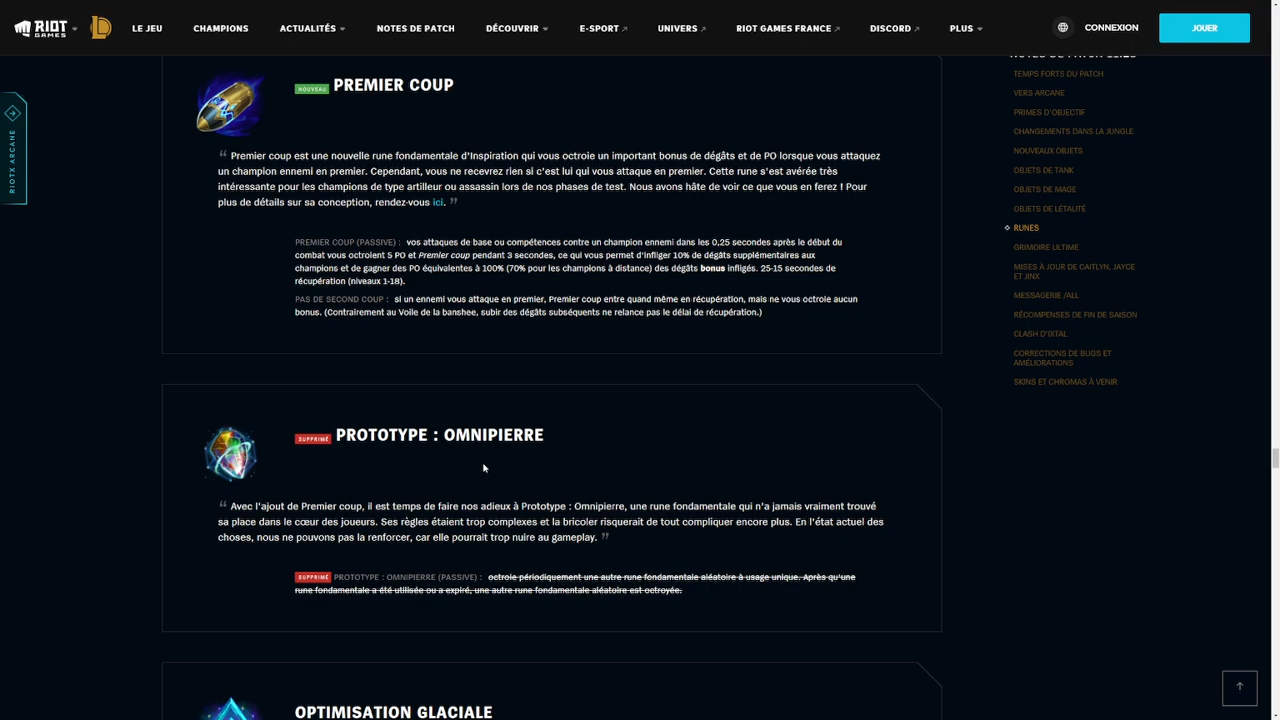 RIOT GAMES
LE JEU
CHAMPIONS
ACTUALITÉS
NOTES DE PATCH
DÉCOUVRIR
E-SPORT
UNIVERS
RIOT GAMES FRANCE
DISCORD
PLUS
CONNEXION
JOUER
RIOTX ARCANE
NOUVEAU PREMIER COUP
“ Premier coup est une nouvelle rune fondamentale d'Inspiration qui vous octroie un important bonus de dégâts et de PO lorsque vous attaquez
un champion ennemi en premier. Cependant, vous ne recevrez rien si c'est lui qui vous attaque en premier. Cette rune s'est avérée très
intéressante pour les champions de type artilleur ou assassin lors de nos phases de test. Nous avons hâte de voir ce que vous en ferez ! Pour
plus de détails sur sa conception, rendez-vous ici. ”
PREMIER COUP (PASSIVE) : vos attaques de base ou compétences contre un champion ennemi dans les 0,25 secondes après le début du
combat vous octroient 5 PO et Premier coup pendant 3 secondes, ce qui vous permet d'infliger 10% de dégâts supplémentaires aux
champions et de gagner des PO équivalentes à 100% (70% pour les champions à distance) des dégâts bonus infligés. 25-15 secondes de
récupération (niveaux 1-18).
PAS DE SECOND COUP : si un ennemi vous attaque en premier, Premier coup entre quand même en récupération, mais ne vous octroie aucun
bonus. (Contrairement au Voile de la banshee, subir des dégâts subséquents ne relance pas le délai de récupération.)
SUPPRIMÉ PROTOTYPE : OMNIPIERRE
“ Avec l'ajout de Premier coup, il est temps de faire nos adieux à Prototype : Omnipierre, une rune fondamentale qui n'a jamais vraiment trouvé
sa place dans le cœur des joueurs. Ses règles étaient trop complexes et la bricoler risquerait de tout compliquer encore plus. En l'état actuel des
choses, nous ne pouvons pas la renforcer, car elle pourrait trop nuire au gameplay. ”
SUPPRIMÉ PROTOTYPE : OMNIPIERRE (PASSIVE) : octroie périodiquement une autre rune fondamentale aléatoire à usage unique. Après qu'une
rune fondamentale a été utilisée ou a expiré, une autre rune fondamentale aléatoire est octroyée.
OPTIMISATION GLACIALE
NOTES DE PATCH 11.23
TEMPS FORTS DU PATCH
VERS ARCANE
PRIMES D'OBJECTIF
CHANGEMENTS DANS LA JUNGLE
NOUVEAUX OBJETS
OBJETS DE TANK
OBJETS DE MAGE
OBJETS DE LÉTALITÉ
RUNES
GRIMOIRE ULTIME
MISES À JOUR DE CAITLYN, JAYCE
ET JINX
MESSAGERIE /ALL
RÉCOMPENSES DE FIN DE SAISON
CLASH D'IXTAL
CORRECTIONS DE BUGS ET
AMÉLIORATIONS
SKINS ET CHROMAS À VENIR